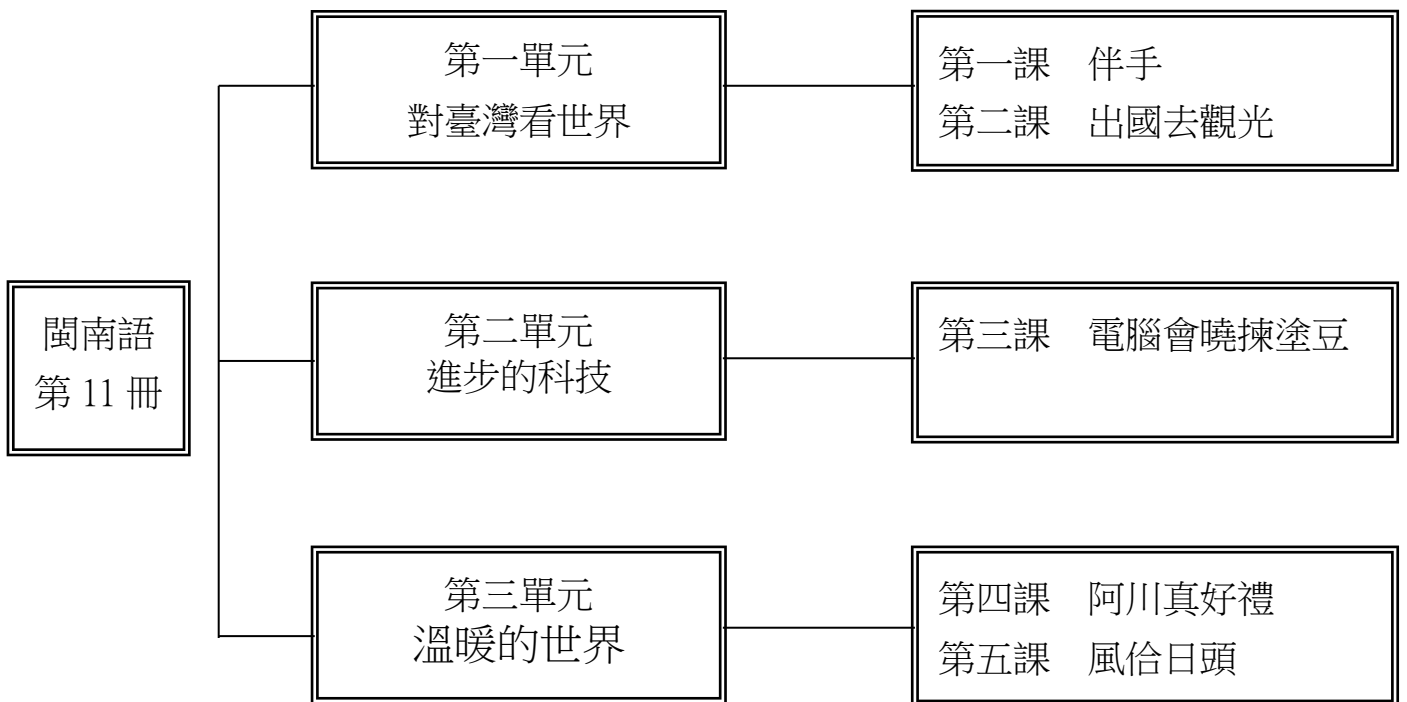 閩南語
第 11 冊
第一單元
對臺灣看世界
第一課　伴手
第二課　出國去觀光
第二單元
進步的科技
第三課　電腦會曉揀塗豆
第三單元
溫暖的世界
第四課　阿川真好禮
第五課　風佮日頭